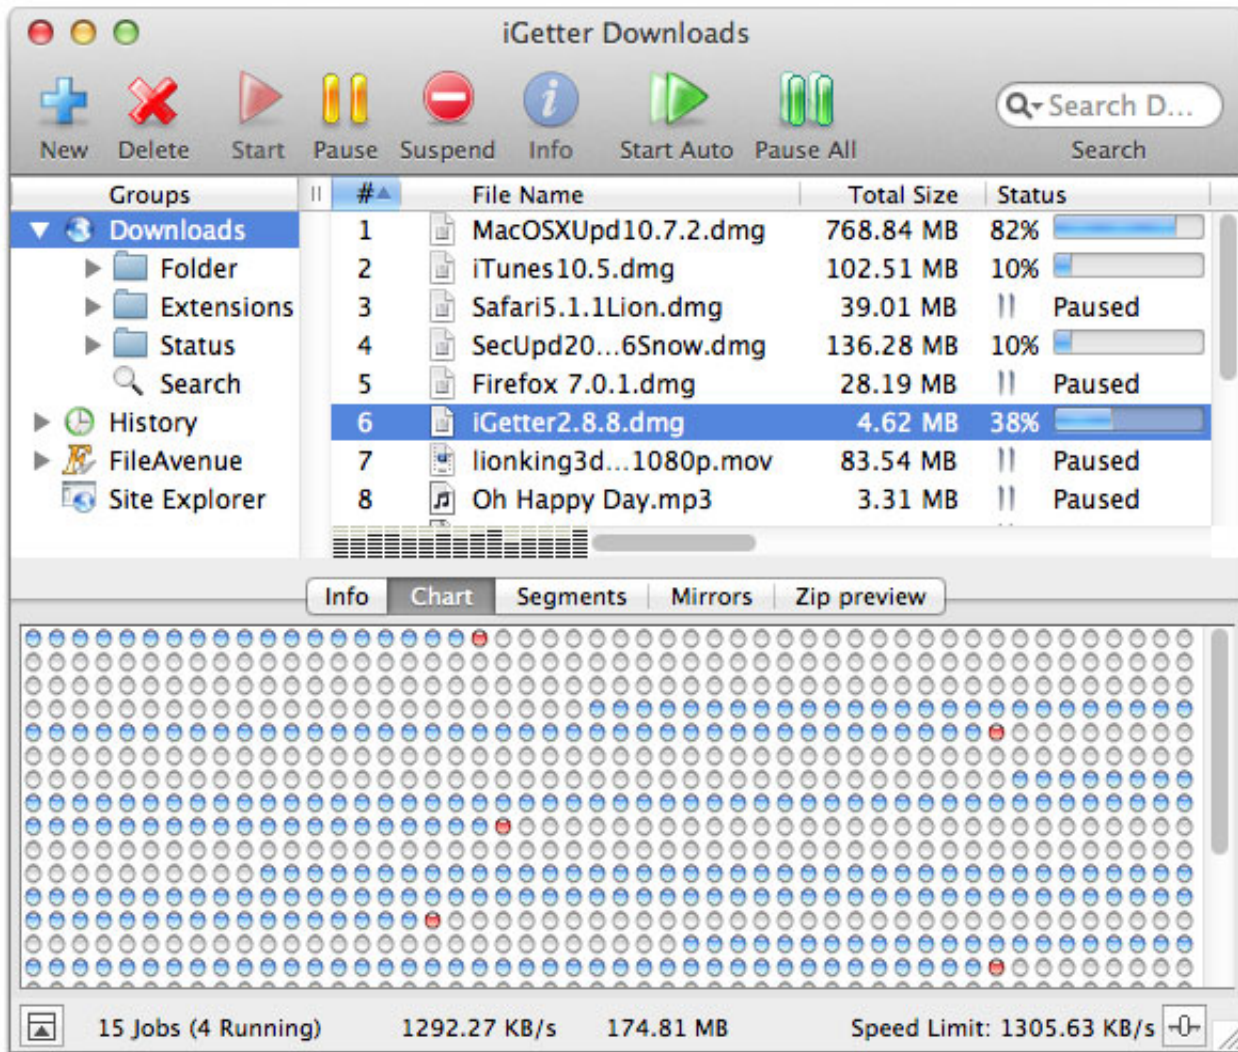 iGetter Downloads
New Delete Start Pause Suspend Info Start Auto Pause All Search D...
Search
Groups # File Name Total Size Status
Downloads 1 MacOSXUpd10.7.2.dmg 768.84 MB 82%
Folder 2 iTunes10.5.dmg 102.51 MB 10%
Extensions 3 Safari5.1.1Lion.dmg 39.01 MB Paused
Status 4 SecUpd20...6Snow.dmg 136.28 MB 10%
Search 5 Firefox 7.0.1.dmg 28.19 MB Paused
History 6 iGetter2.8.8.dmg 4.62 MB 38%
FileAvenue 7 lionking3d...1080p.mov 83.54 MB Paused
Site Explorer 8 Oh Happy Day.mp3 3.31 MB Paused
Info Chart Segments Mirrors Zip preview
15 Jobs (4 Running) 1292.27 KB/s 174.81 MB Speed Limit: 1305.63 KB/s